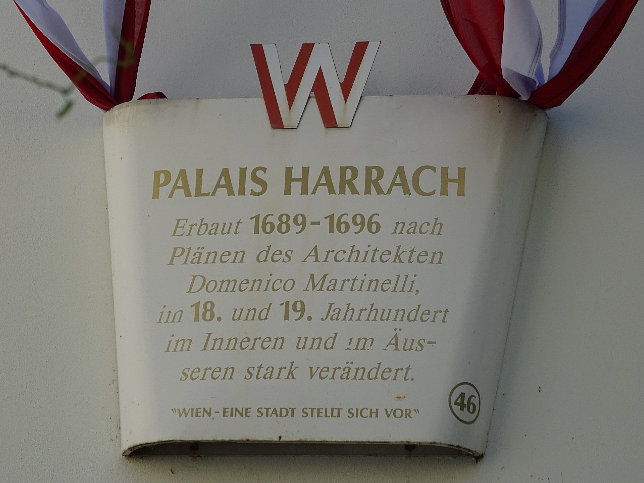 W
PALAIS HARRACH
Erbaut 1689-1696 nach
Plänen des Architekten
Domenico Martinelli,
im 18. und 19. Jahrhundert
im Inneren und im Äus-
seren stark verändert.
"WIEN - EINE STADT STELLT SICH VOR"
46